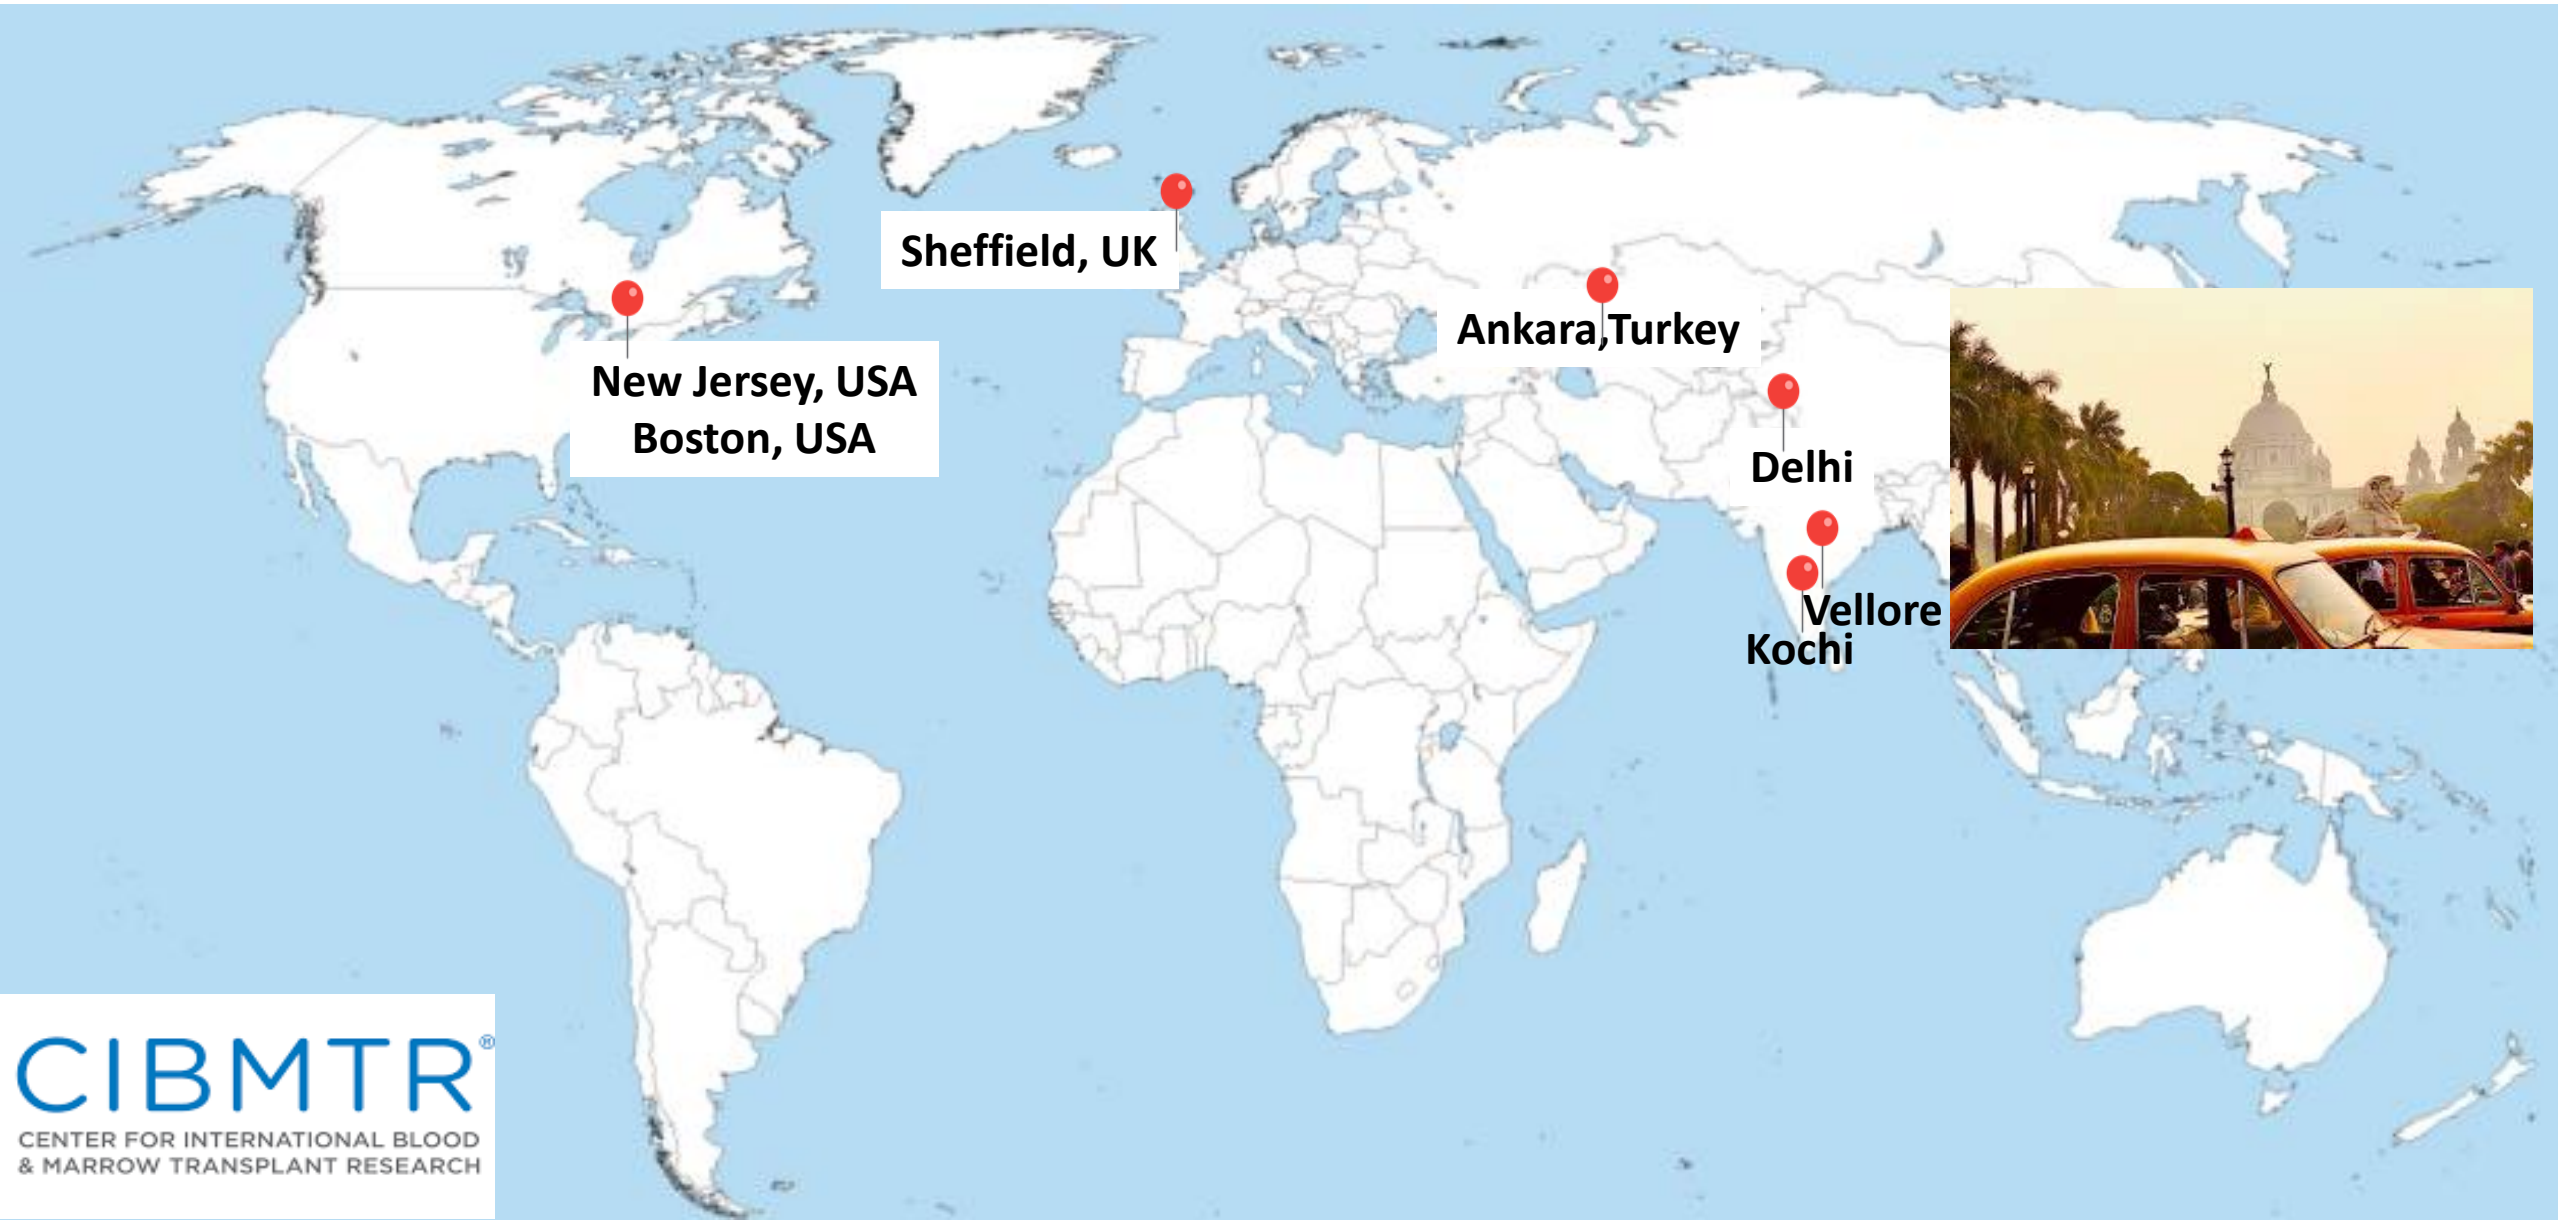 Sheffield, UK
New Jersey, USA
Boston, USA
Ankara,Turkey
Delhi
Vellore
Kochi
CIBMTR®
CENTER FOR INTERNATIONAL BLOOD
& MARROW TRANSPLANT RESEARCH